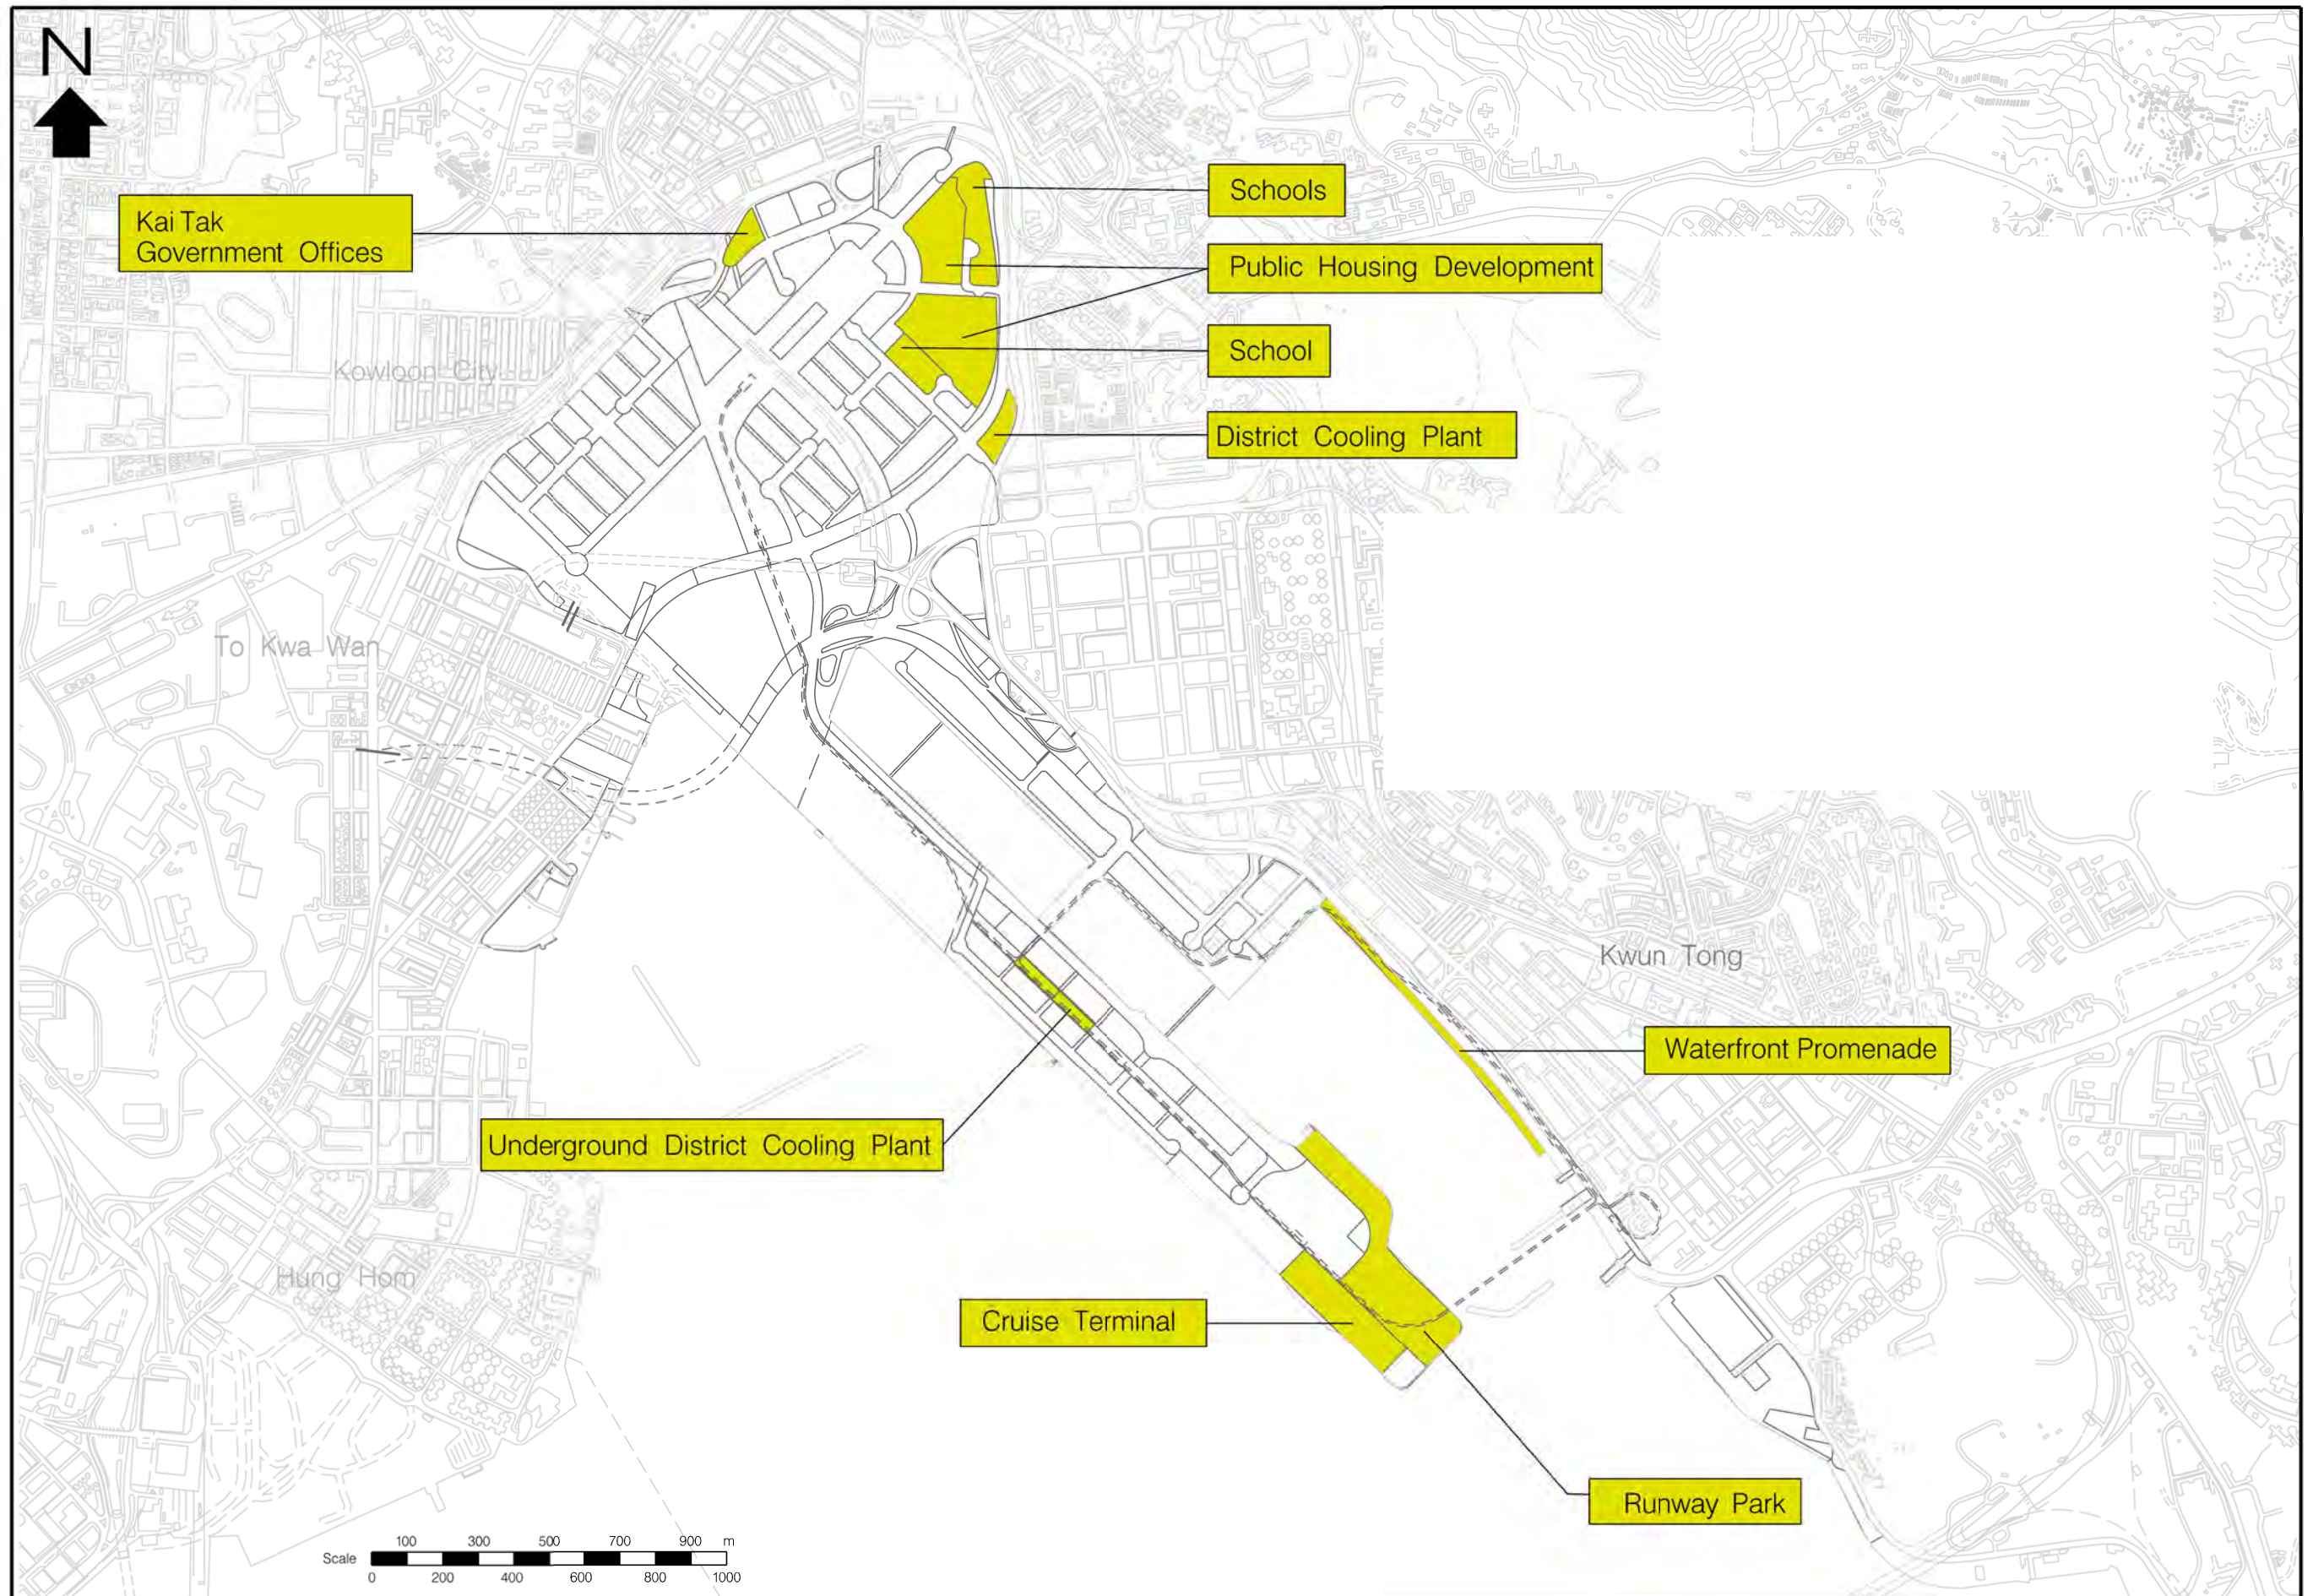 N
Schools
Kai Tak
Government Offices
Public Housing Development
School
Kowloon City
District Cooling Plant
To Kwa Wan
Kwun Tong
Waterfront Promenade
Underground District Cooling Plant
Hung Hom
Cruise Terminal
Runway Park
100 300 500 700 900 m
Scale
0 200 400 600 800 1000